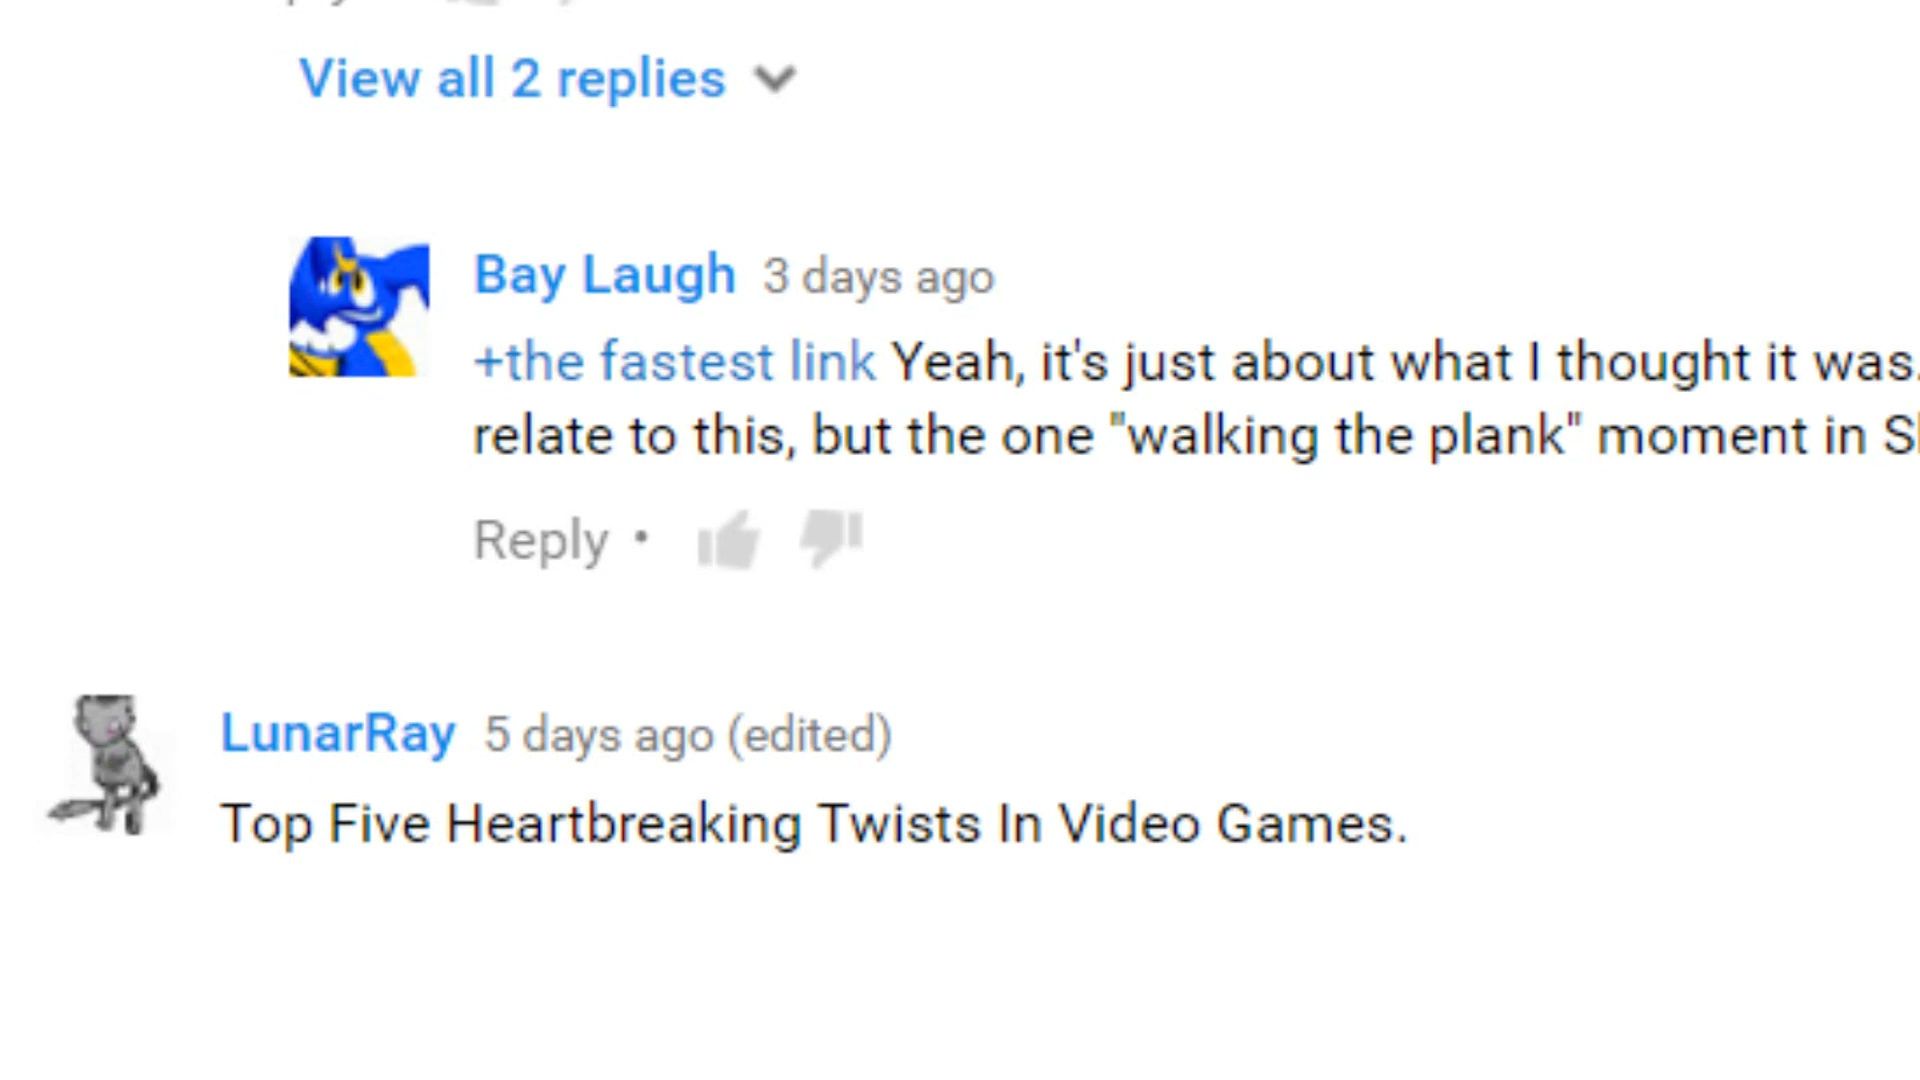 View all 2 replies
Bay Laugh 3 days ago
+the fastest link Yeah, it's just about what I thought it was.
relate to this, but the one "walking the plank" moment in
Reply •
LunarRay 5 days ago (edited)
Top Five Heartbreaking Twists In Video Games.